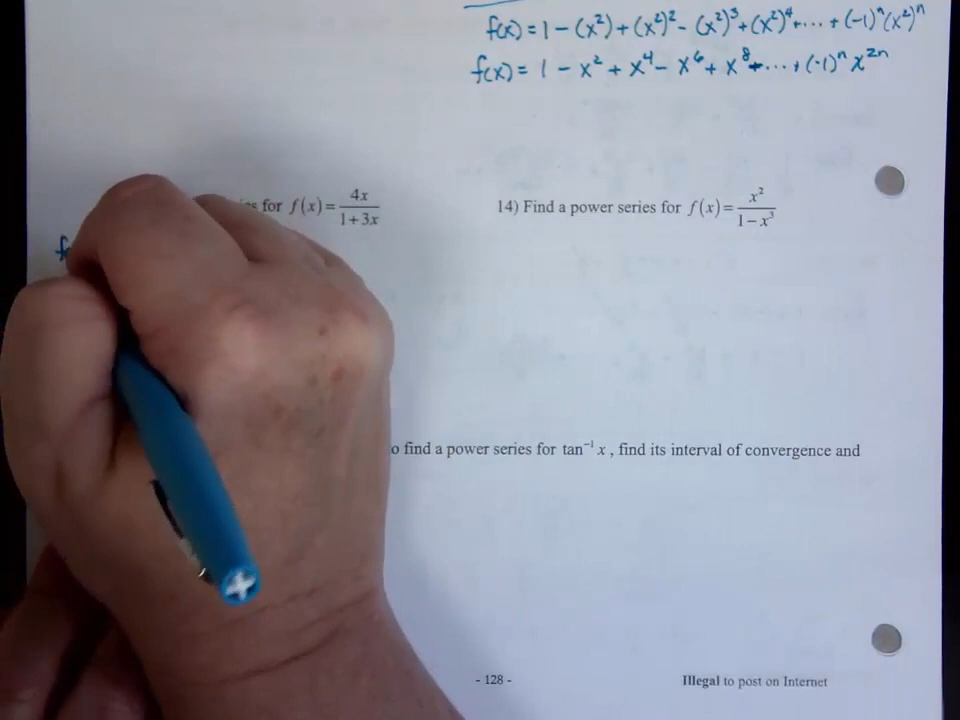 f(x) = 1 - (x²) + (x²)² - (x²)³ + (x²)⁴ + ... + (-1)ⁿ(x²)ⁿ
f(x) = 1 - x² + x⁴ - x⁶ + x⁸ + ... + (-1)ⁿ x²ⁿ
for f(x) = 4x / (1+3x)
14) Find a power series for f(x) = x² / (1-x³)
f
find a power series for tan⁻¹ x , find its interval of convergence and
- 128 -
Illegal to post on Internet